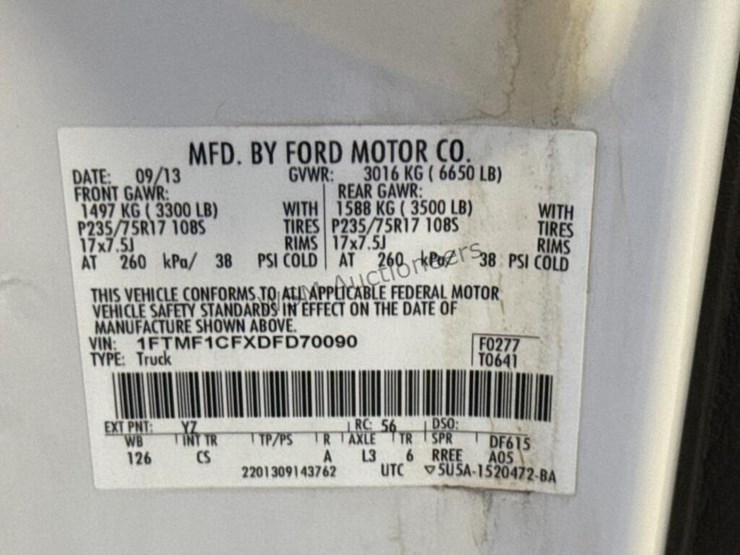 MFD. BY FORD MOTOR CO.
DATE: 09/13 GVWR: 3016 KG ( 6650 LB)
FRONT GAWR: REAR GAWR:
1497 KG ( 3300 LB) WITH 1588 KG ( 3500 LB) WITH
P235/75R17 108S TIRES P235/75R17 108S TIRES
17x7.5J RIMS 17x7.5J RIMS
AT 260 kPa/ 38 PSI COLD AT 260 kPa/ 38 PSI COLD
THIS VEHICLE CONFORMS TO ALL APPLICABLE FEDERAL MOTOR
VEHICLE SAFETY STANDARDS IN EFFECT ON THE DATE OF
MANUFACTURE SHOWN ABOVE.
VIN: 1FTMF1CFXDFD70090 F0277
TYPE: Truck T0641
EXT PNT: YZ RC: 56 DSO:
WB INT TR TP/PS R AXLE TR SPR DF615
126 CS A L3 6 RREE A05
2201309143762 UTC ▽5U5A-1520472-BA